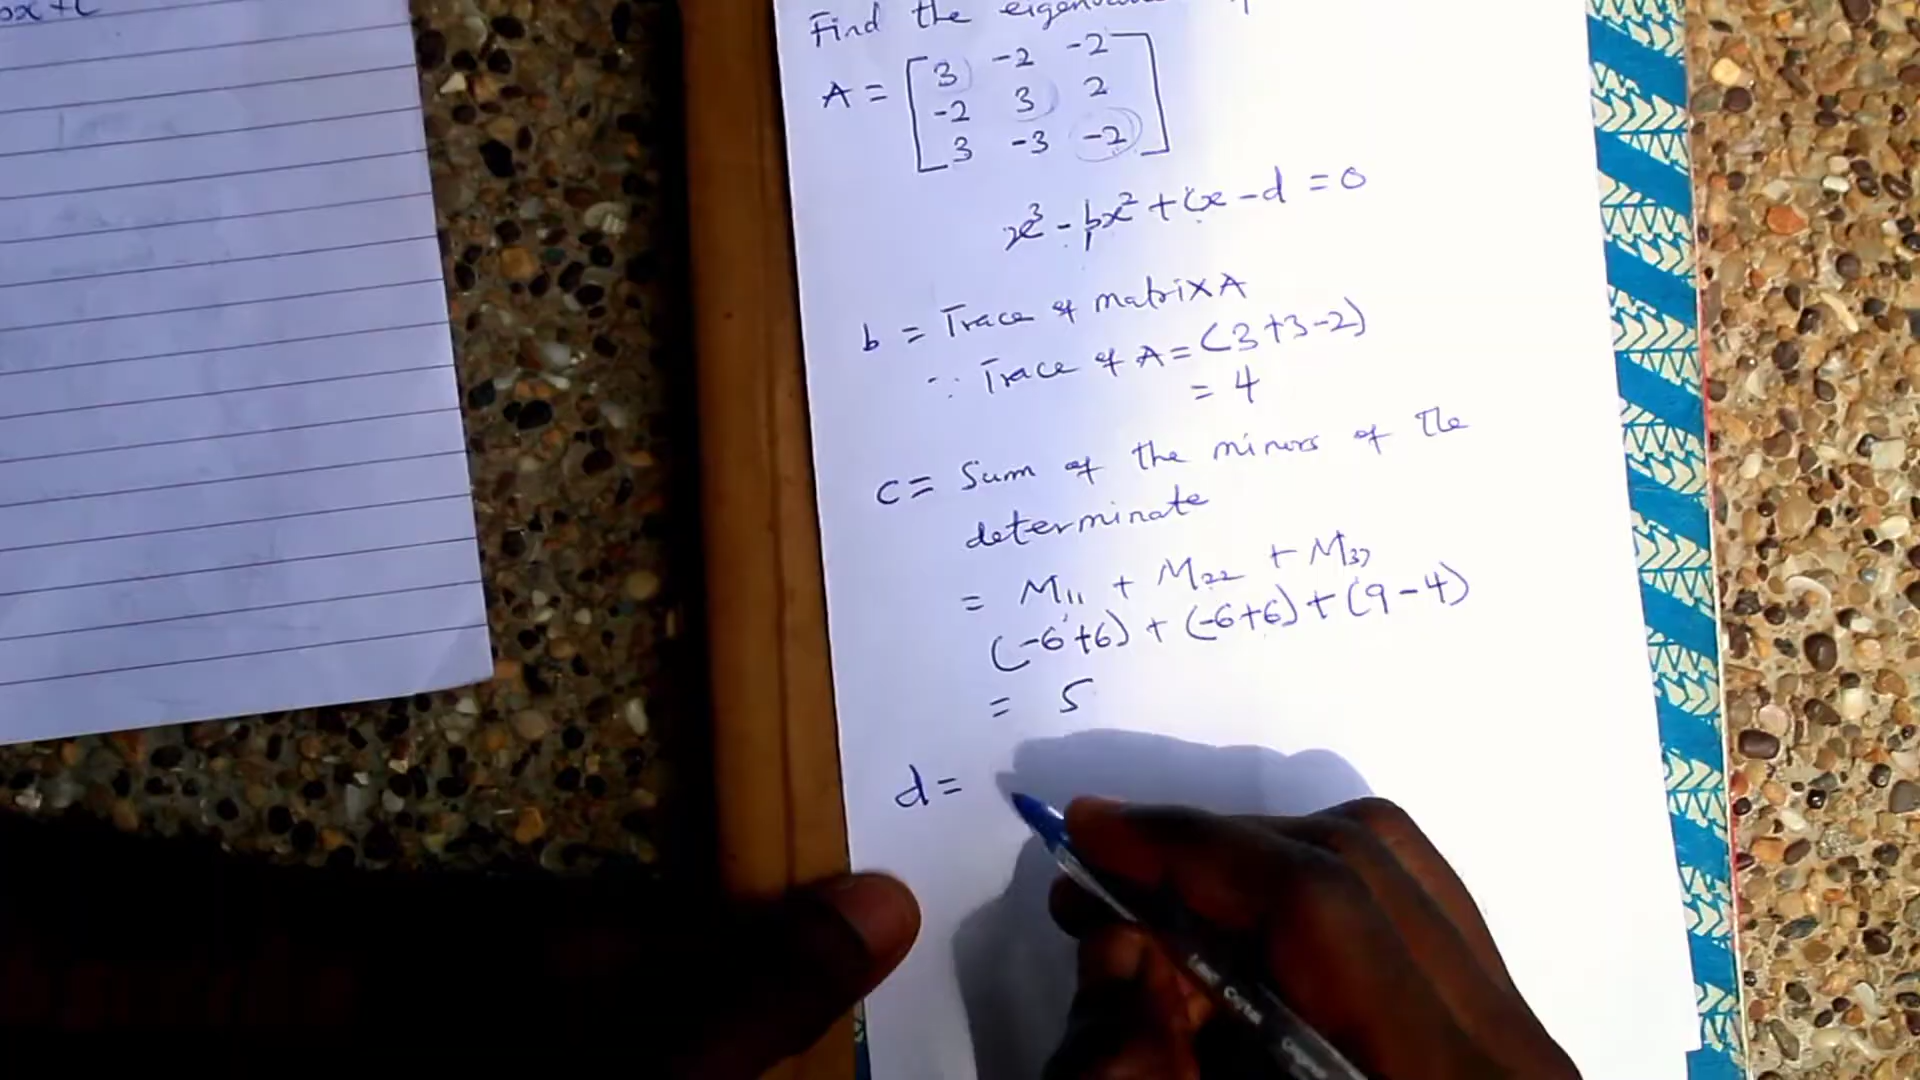 Find the
A = [3 -2 -2
-2 3 2
3 -3 -2]
x³ - bx² + cx - d = 0
b = Trace of matrix A
∴ Trace of A = (3+3-2)
= 4
c = Sum of the minors of the
determinate
= M₁₁ + M₂₂ + M₃₃
(-6+6) + (-6+6) + (9-4)
= 5
d =